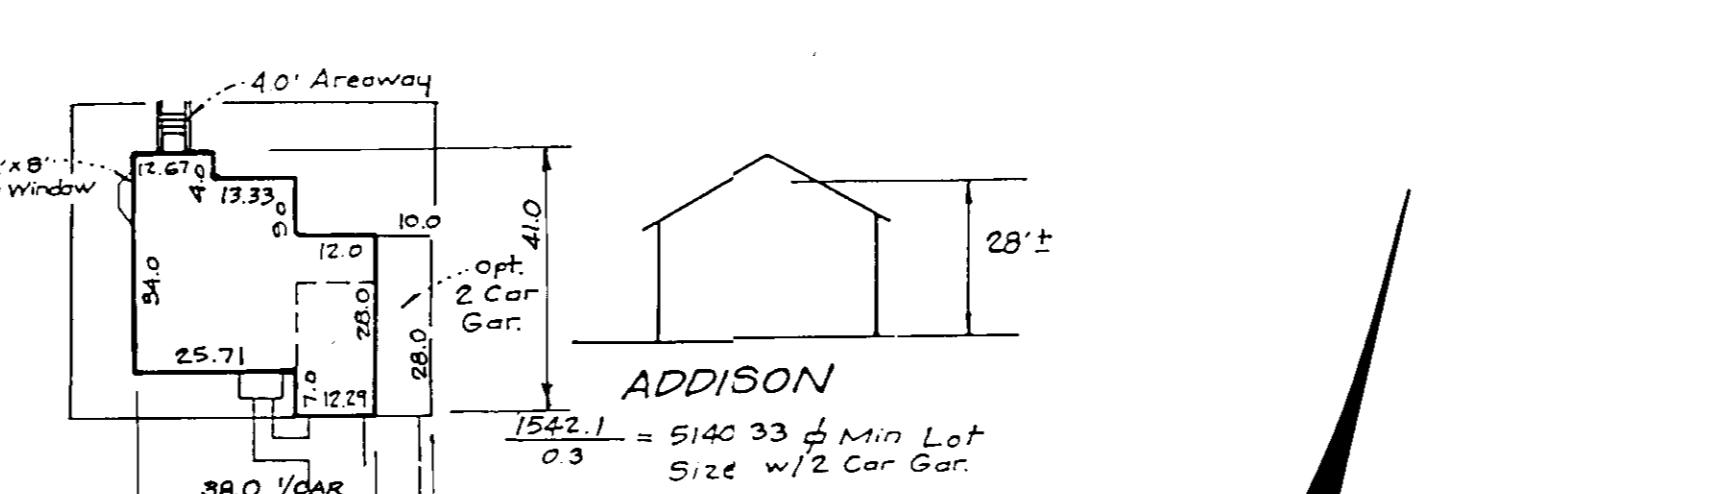 4.0' Areaway
'x8'
Window
12.67
4.0
13.33
9.0
10.0
12.0
41.0
opt.
2 Car
Gar.
34.0
28.0
28.0
25.71
7.0
12.29
28'±
ADDISON
1542.1
0.3
= 5140 33 ⏍ Min Lot
Size w/2 Car Gar.
38.0 1/CAR